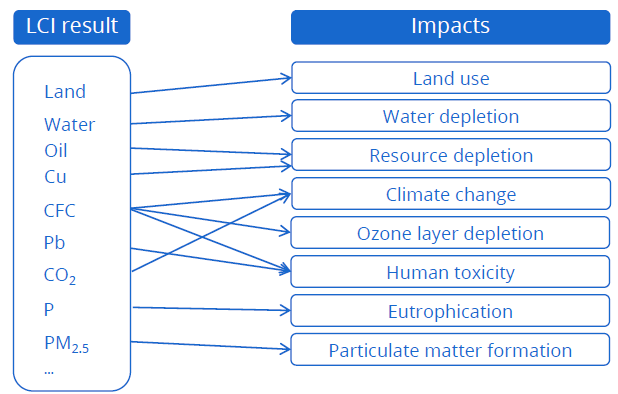 LCI result
Impacts
Land
Water
Oil
Cu
CFC
Pb
CO₂
P
PM₂.₅
...
Land use
Water depletion
Resource depletion
Climate change
Ozone layer depletion
Human toxicity
Eutrophication
Particulate matter formation